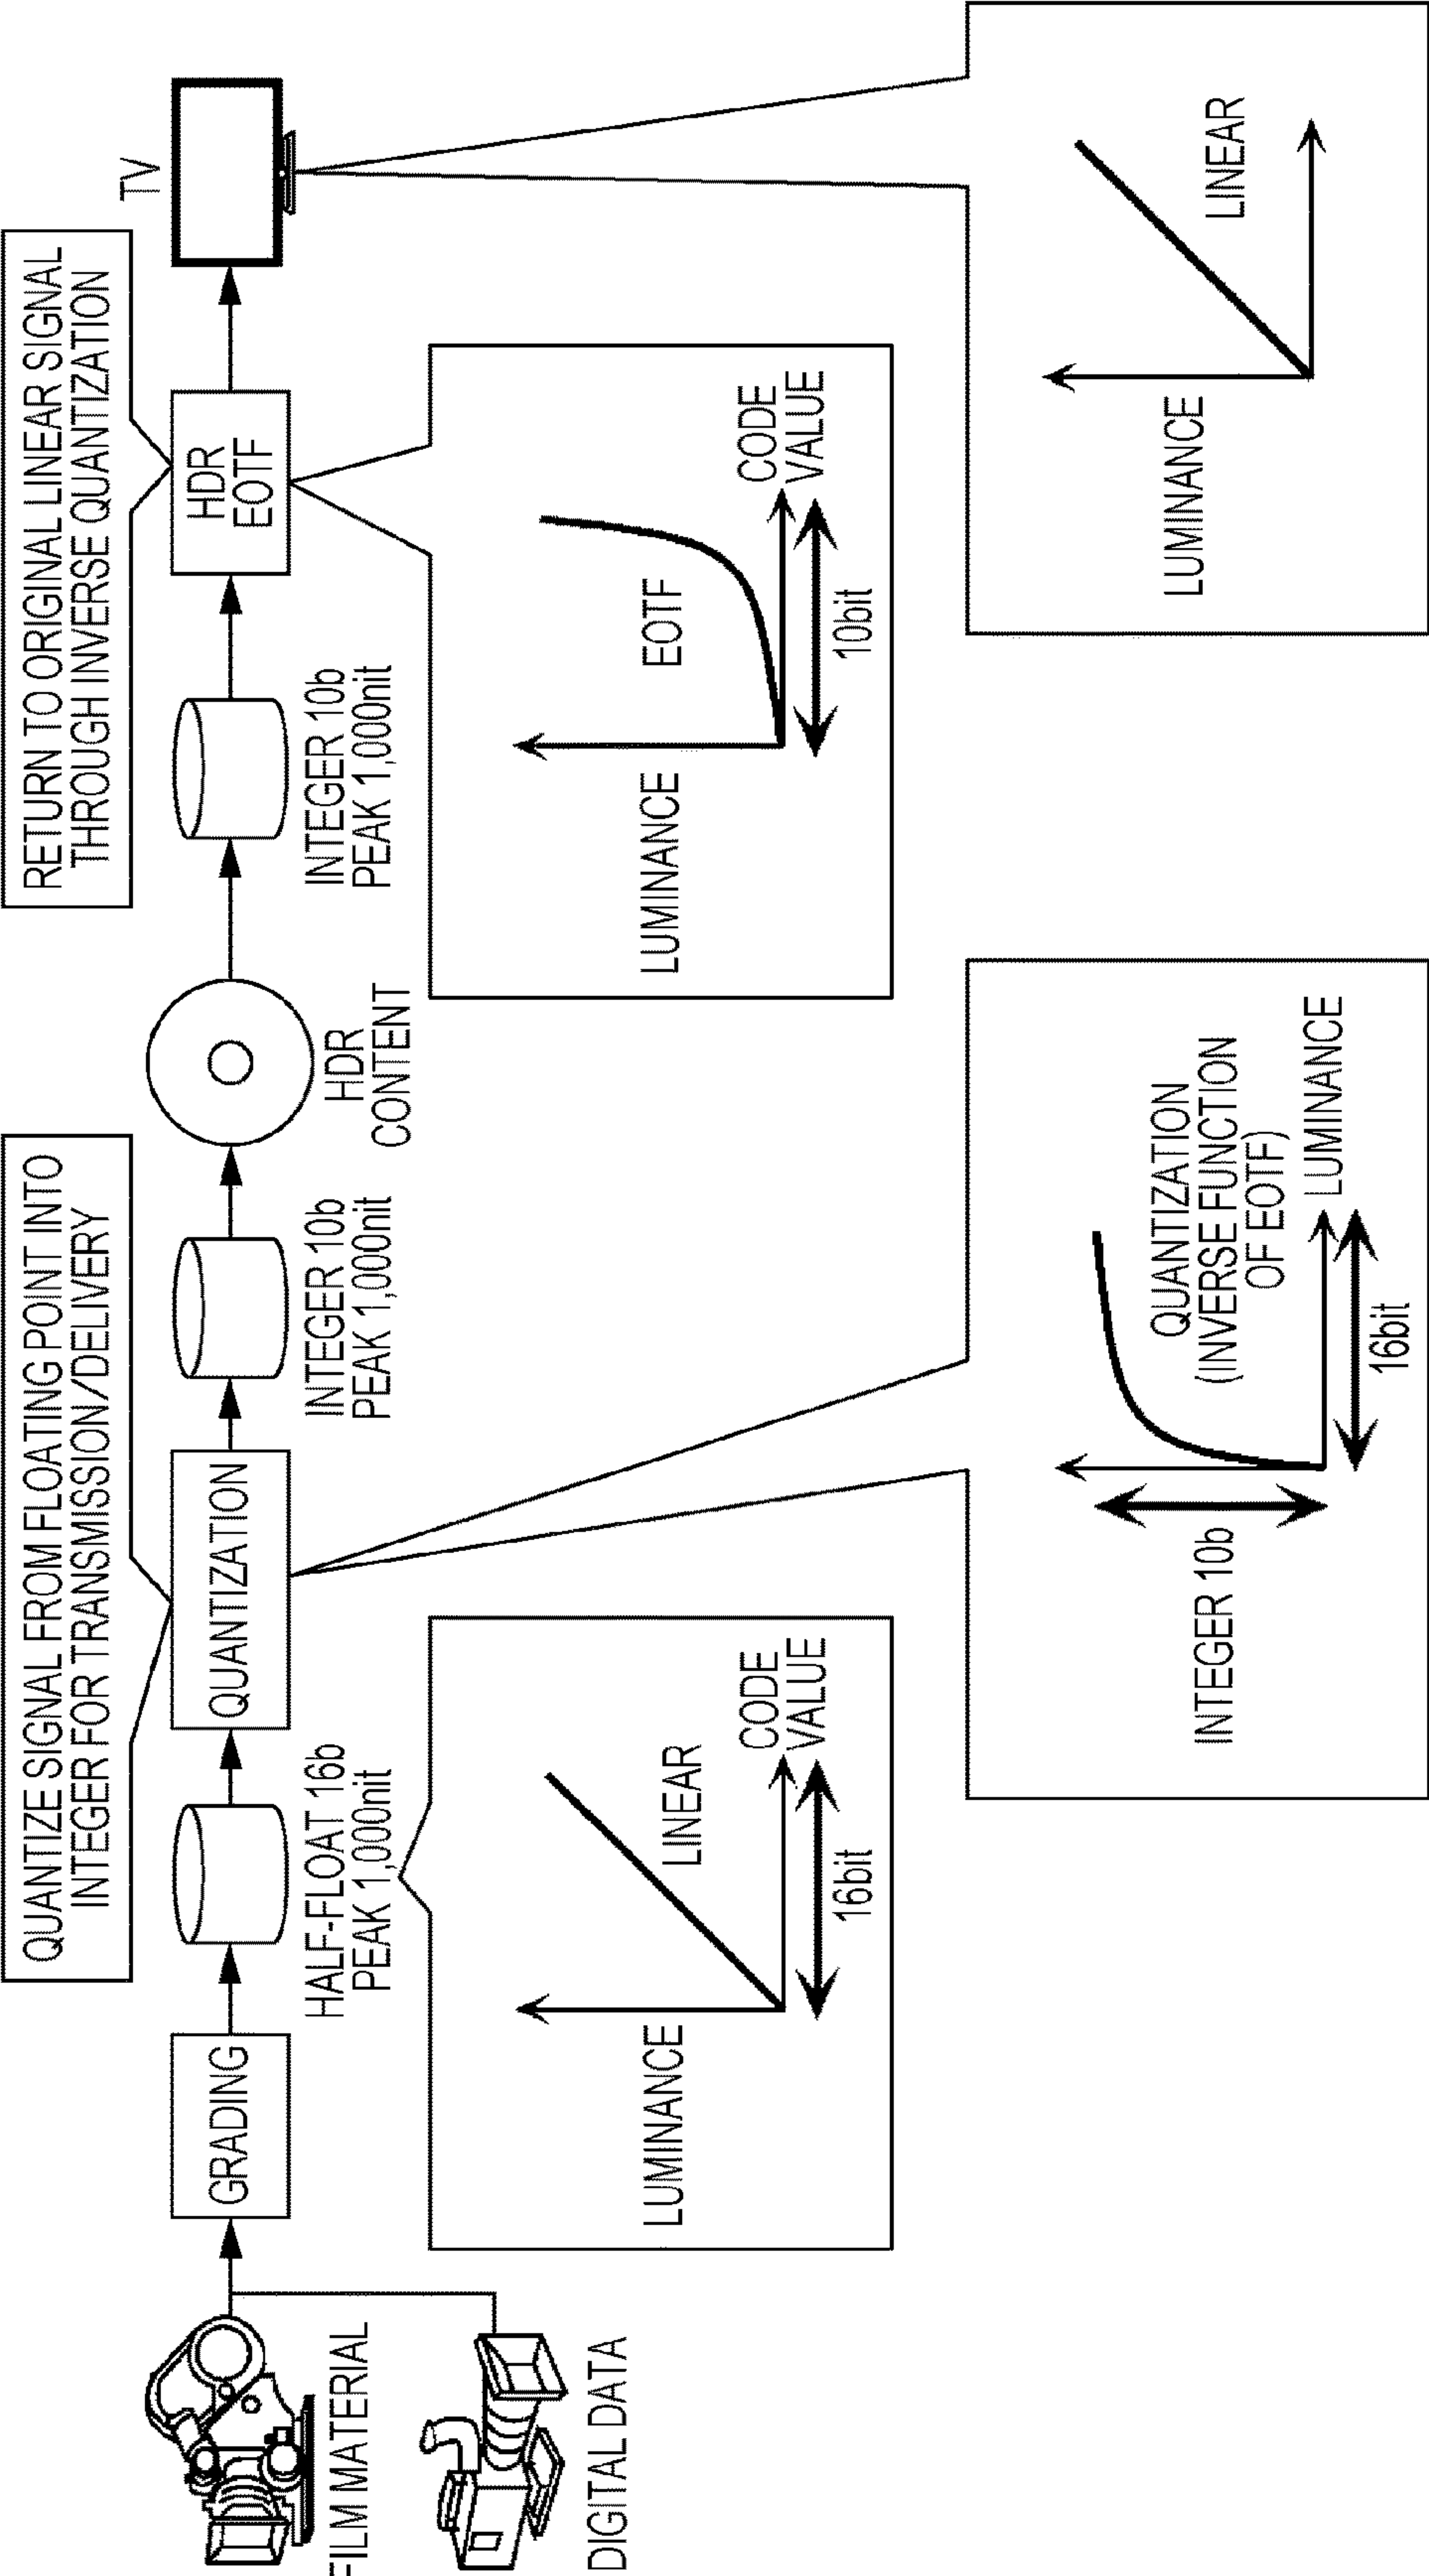 QUANTIZE SIGNAL FROM FLOATING POINT INTO
INTEGER FOR TRANSMISSION/DELIVERY
RETURN TO ORIGINAL LINEAR SIGNAL
THROUGH INVERSE QUANTIZATION
FILM MATERIAL
DIGITAL DATA
GRADING
HALF-FLOAT 16b
PEAK 1,000nit
QUANTIZATION
INTEGER 10b
PEAK 1,000nit
HDR
CONTENT
INTEGER 10b
PEAK 1,000nit
HDR
EOTF
TV
LUMINANCE
LINEAR
CODE
VALUE
16bit
LUMINANCE
EOTF
CODE
VALUE
10bit
INTEGER 10b
QUANTIZATION
(INVERSE FUNCTION
OF EOTF)
LUMINANCE
16bit
LUMINANCE
LINEAR